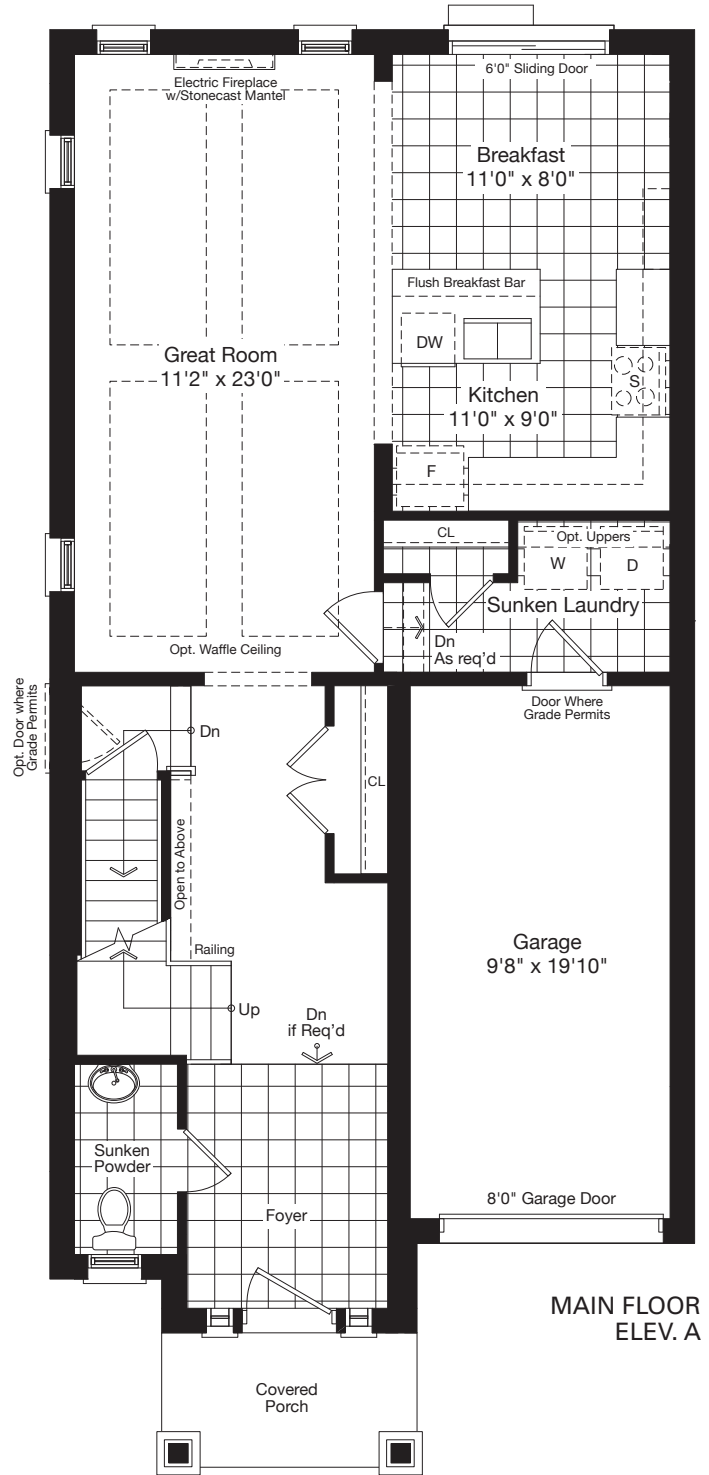 Electric Fireplace
w/Stonecast Mantel
6'0" Sliding Door
Breakfast
11'0" x 8'0"
Flush Breakfast Bar
DW
Great Room
11'2" x 23'0"
S
Kitchen
11'0" x 9'0"
F
CL
Opt. Uppers
W
D
Sunken Laundry
Dn
As req'd
Opt. Waffle Ceiling
Door Where
Grade Permits
Opt. Door where
Grade Permits
Dn
CL
Open to Above
Railing
Garage
9'8" x 19'10"
Up
Dn
if Req'd
Sunken
Powder
Foyer
8'0" Garage Door
MAIN FLOOR
ELEV. A
Covered
Porch